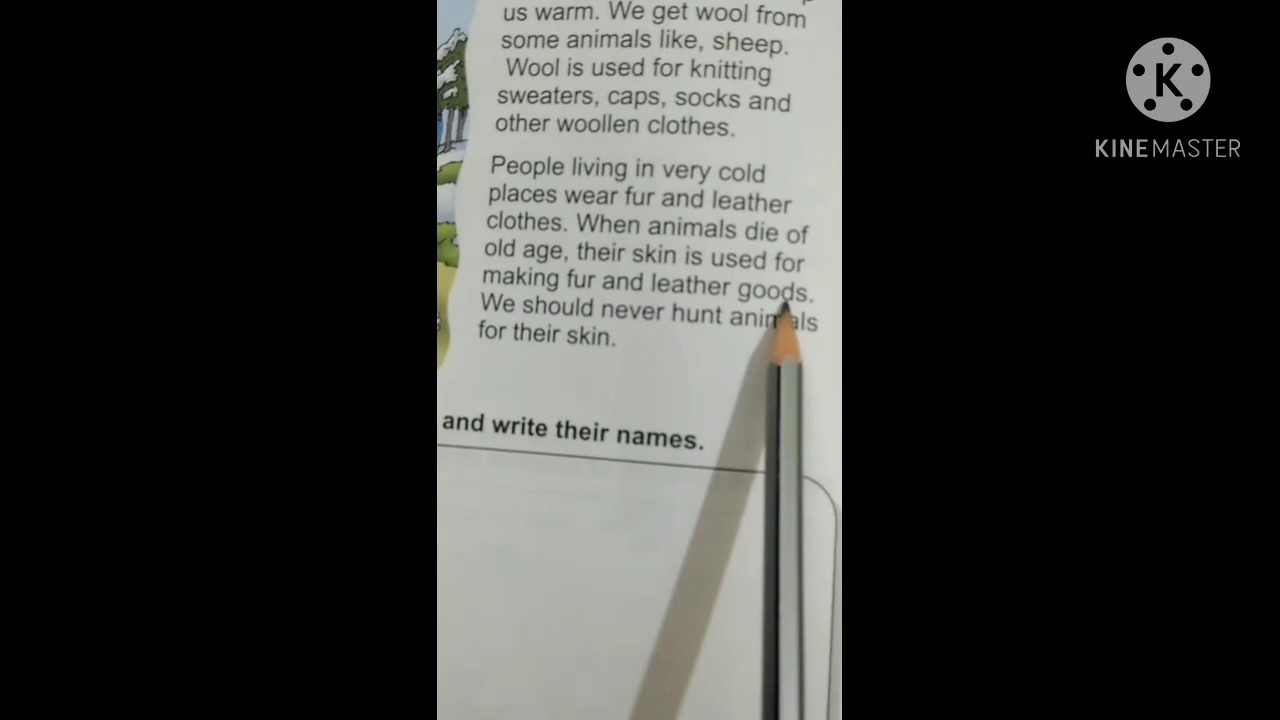 us warm. We get wool from
some animals like, sheep.
Wool is used for knitting
sweaters, caps, socks and
other woollen clothes.
People living in very cold
places wear fur and leather
clothes. When animals die of
old age, their skin is used for
making fur and leather goods.
We should never hunt animals
for their skin.
and write their names.
K
KINEMASTER